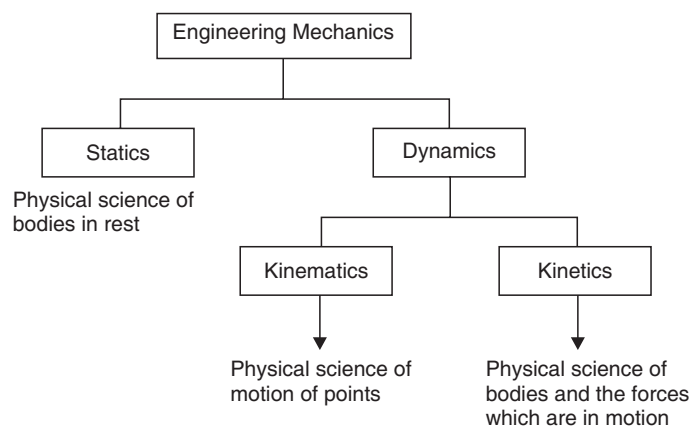 Engineering Mechanics
Statics
Dynamics
Physical science of
bodies in rest
Kinematics
Kinetics
Physical science of
motion of points
Physical science of
bodies and the forces
which are in motion